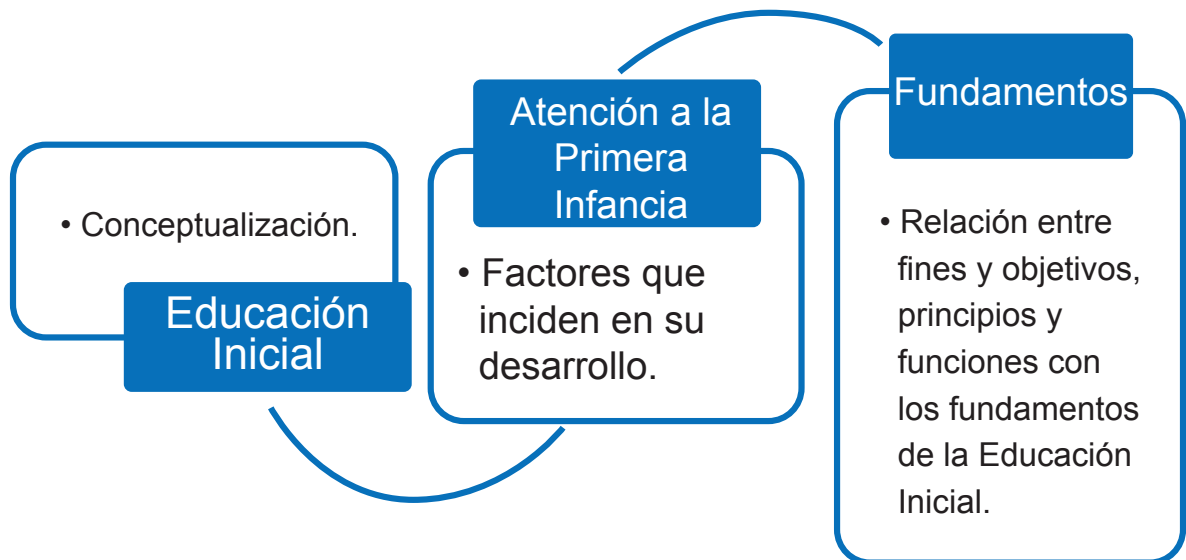 • Conceptualización.
Educación
Inicial
Atención a la
Primera
Infancia
• Factores que
inciden en su
desarrollo.
Fundamentos
• Relación entre
fines y objetivos,
principios y
funciones con
los fundamentos
de la Educación
Inicial.